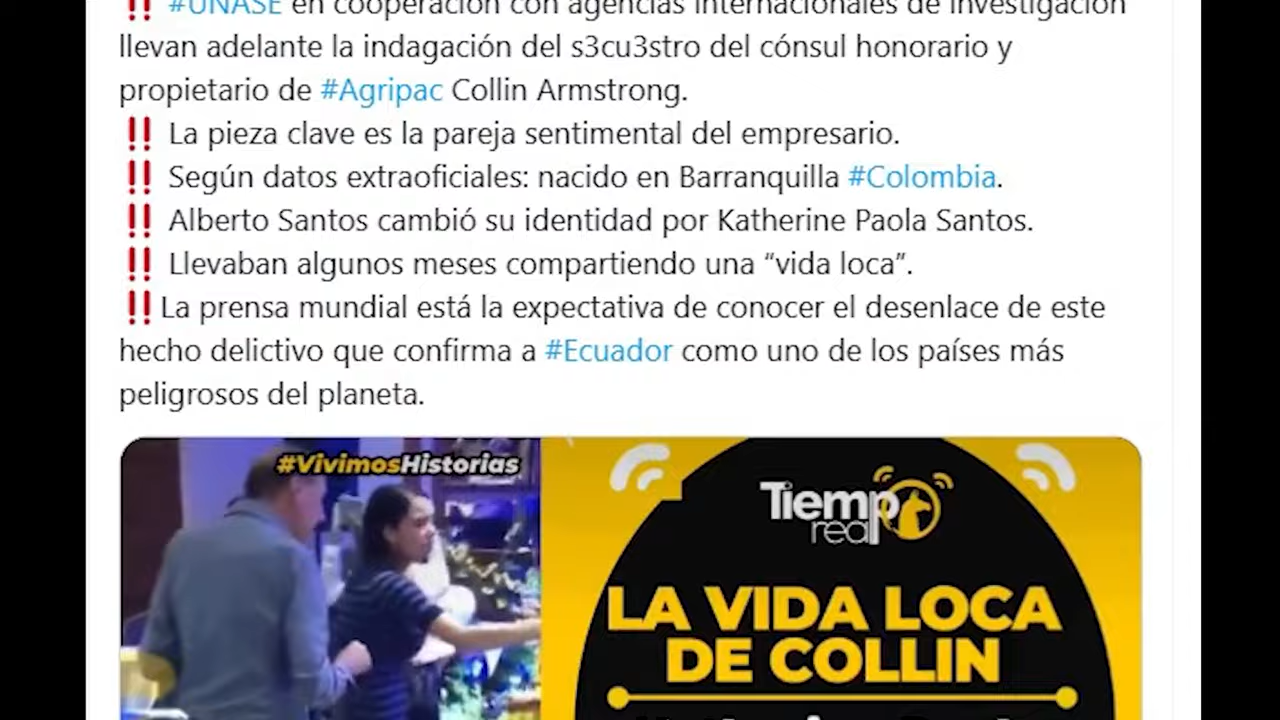 ‼ #UNASE en cooperación con agencias internacionales de investigación
llevan adelante la indagación del s3cu3stro del cónsul honorario y
propietario de #Agripac Collin Armstrong.
‼ La pieza clave es la pareja sentimental del empresario.
‼ Según datos extraoficiales: nacido en Barranquilla #Colombia.
‼ Alberto Santos cambió su identidad por Katherine Paola Santos.
‼ Llevaban algunos meses compartiendo una “vida loca”.
‼La prensa mundial está la expectativa de conocer el desenlace de este
hecho delictivo que confirma a #Ecuador como uno de los países más
peligrosos del planeta.
#VivimosHistorias
Tiempo
real
LA VIDA LOCA
DE COLLIN